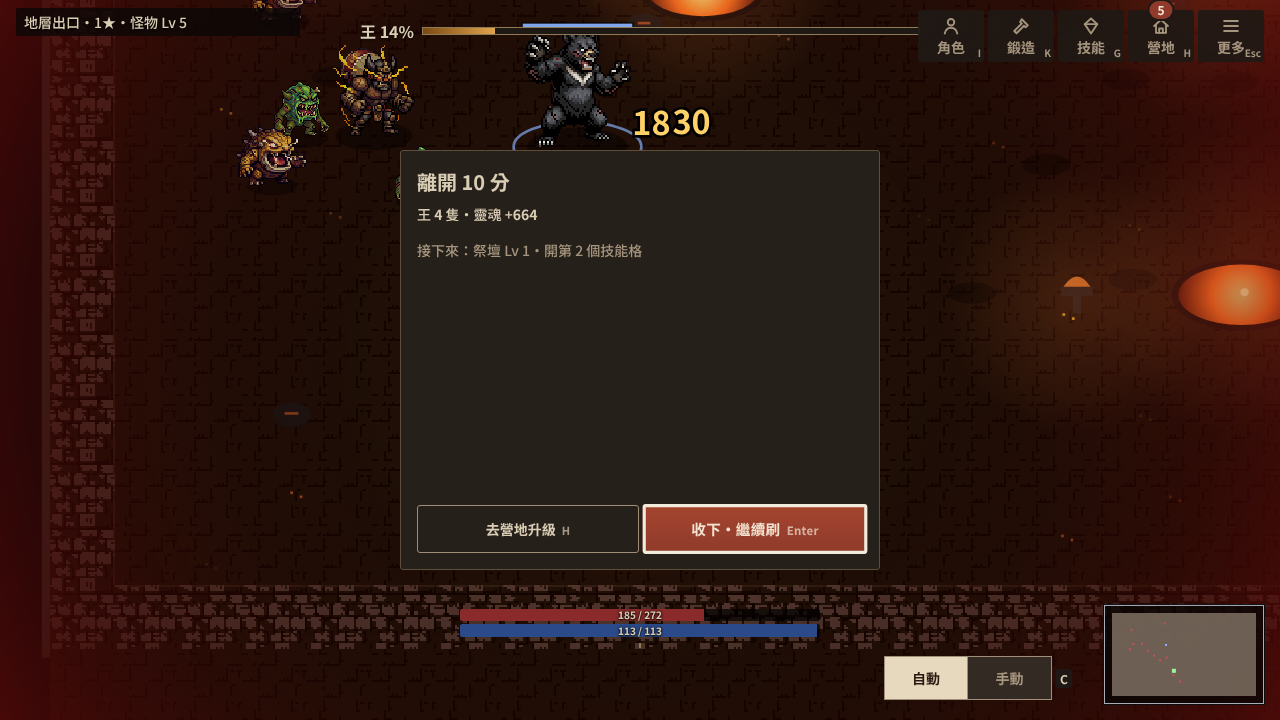 地層出口・1★・怪物 Lv 5
王 14%
5
角色 I
鍛造 K
技能 G
營地 H
更多 Esc
1830
離開 10 分
王 4 隻・靈魂 +664
接下來：祭壇 Lv 1・開第 2 個技能格
去營地升級 H
收下・繼續刷 Enter
185 / 272
113 / 113
自動
手動
C